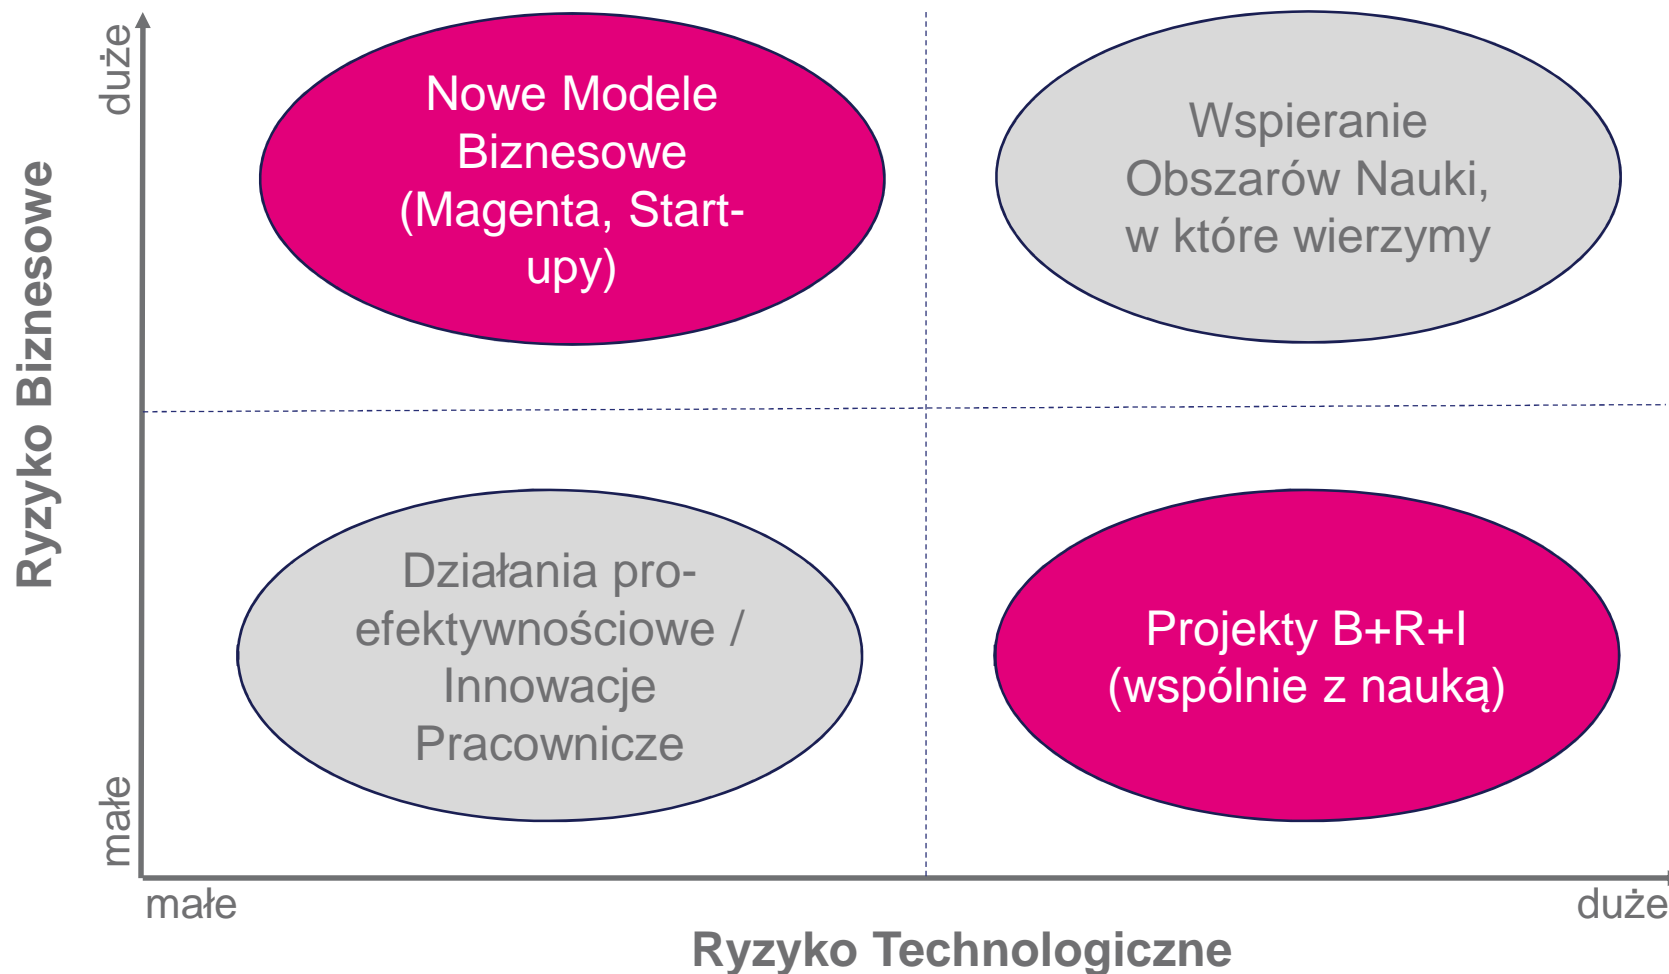 duże
Ryzyko Biznesowe
małe
Nowe Modele
Biznesowe
(Magenta, Start-
upy)
Wspieranie
Obszarów Nauki,
w które wierzymy
Działania pro-
efektywnościowe /
Innowacje
Pracownicze
Projekty B+R+I
(wspólnie z nauką)
małe
duże
Ryzyko Technologiczne